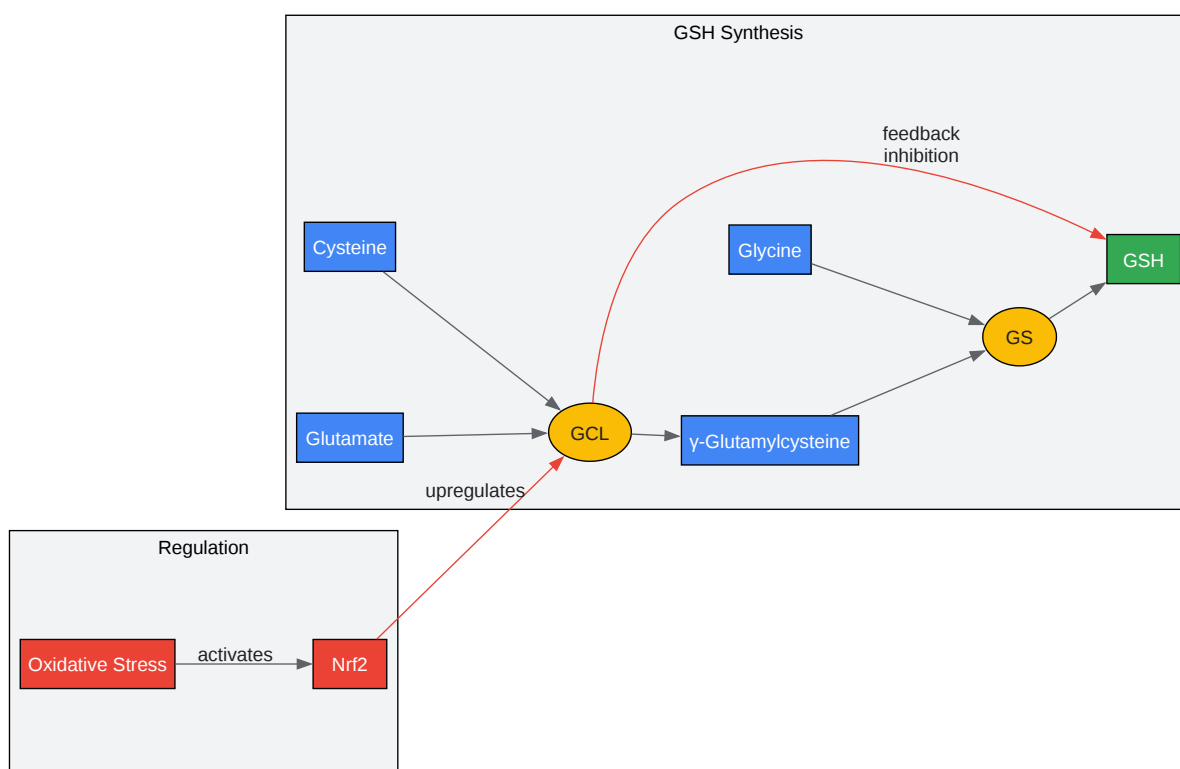 GSH Synthesis
feedback
inhibition
Cysteine
Glycine
GSH
GS
Glutamate
GCL
γ-Glutamylcysteine
upregulates
Regulation
Oxidative Stress
activates
Nrf2